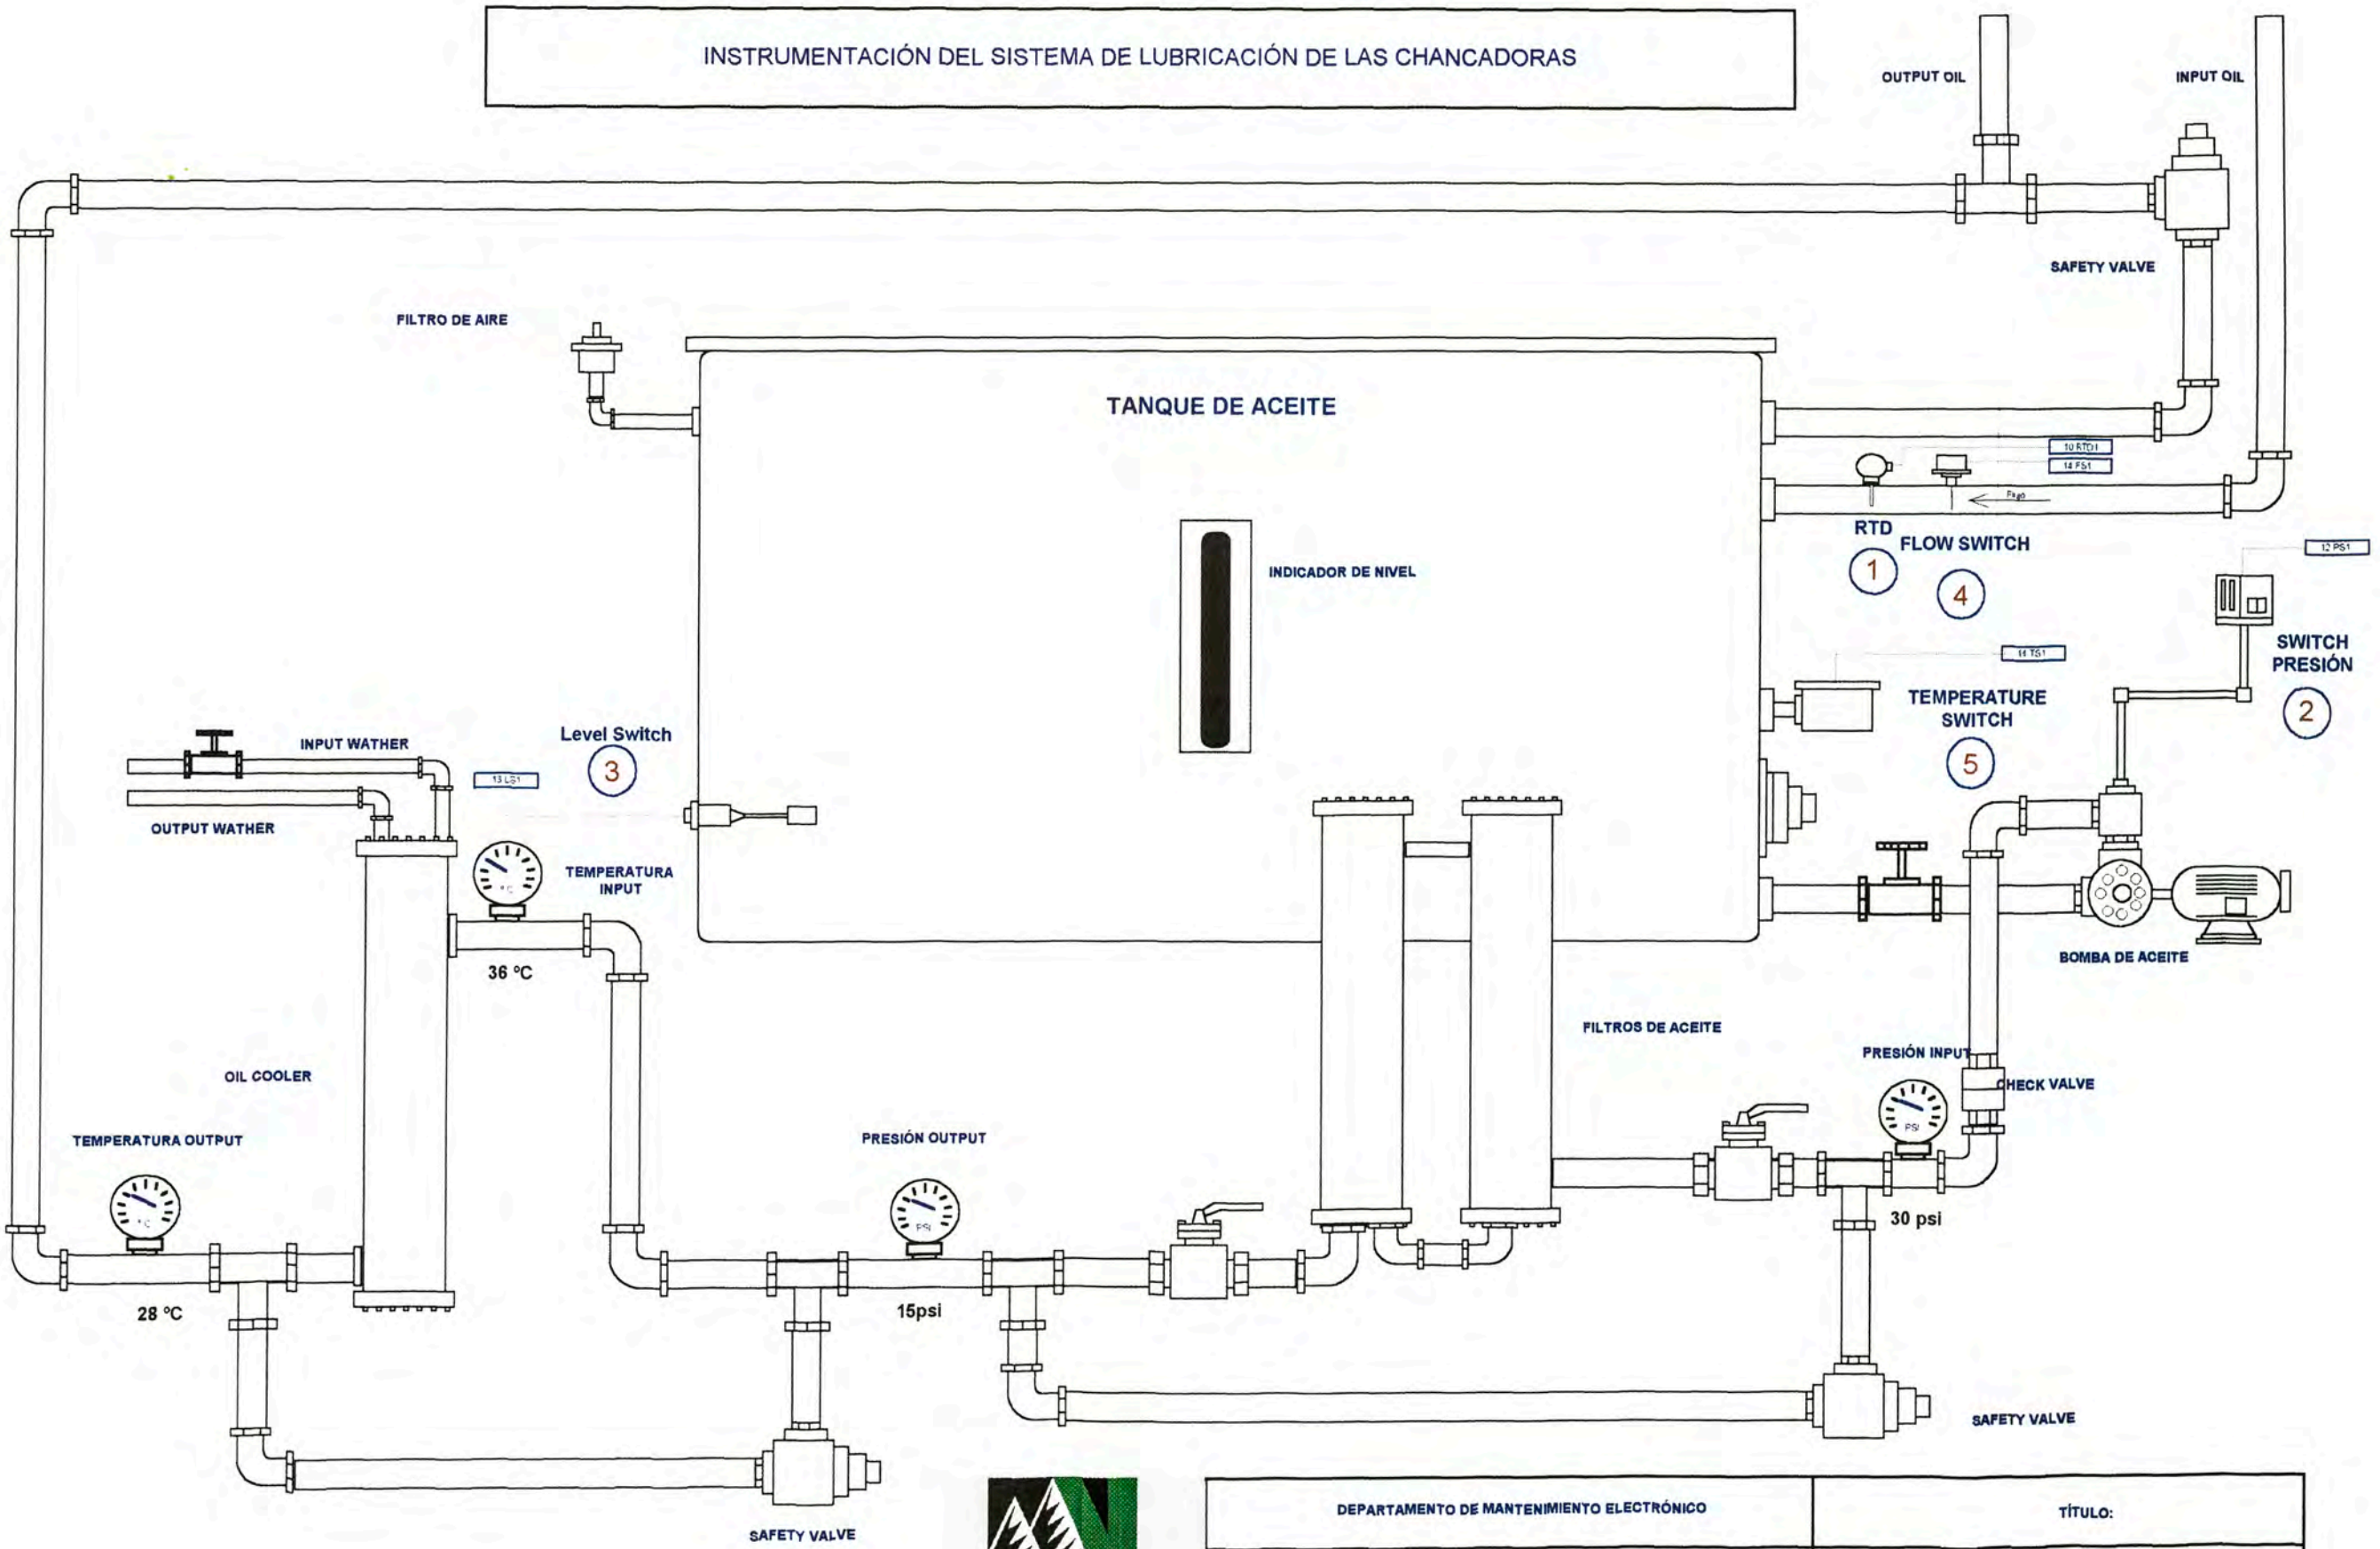 INSTRUMENTACIÓN DEL SISTEMA DE LUBRICACIÓN DE LAS CHANCADORAS
OUTPUT OIL
INPUT OIL
SAFETY VALVE
FILTRO DE AIRE
TANQUE DE ACEITE
10 RTD1
14 FS1
RTD
1
FLOW SWITCH
4
12 PS1
INDICADOR DE NIVEL
SWITCH
PRESIÓN
2
11 TS1
TEMPERATURE
SWITCH
5
Level Switch
3
13 LS1
INPUT WATHER
OUTPUT WATHER
TEMPERATURA
INPUT
°C
36 ºC
BOMBA DE ACEITE
FILTROS DE ACEITE
PRESIÓN INPUT
CHECK VALVE
PSI
30 psi
OIL COOLER
TEMPERATURA OUTPUT
°C
28 ºC
PRESIÓN OUTPUT
PSI
15psi
SAFETY VALVE
SAFETY VALVE
DEPARTAMENTO DE MANTENIMIENTO ELECTRÓNICO
TÍTULO: